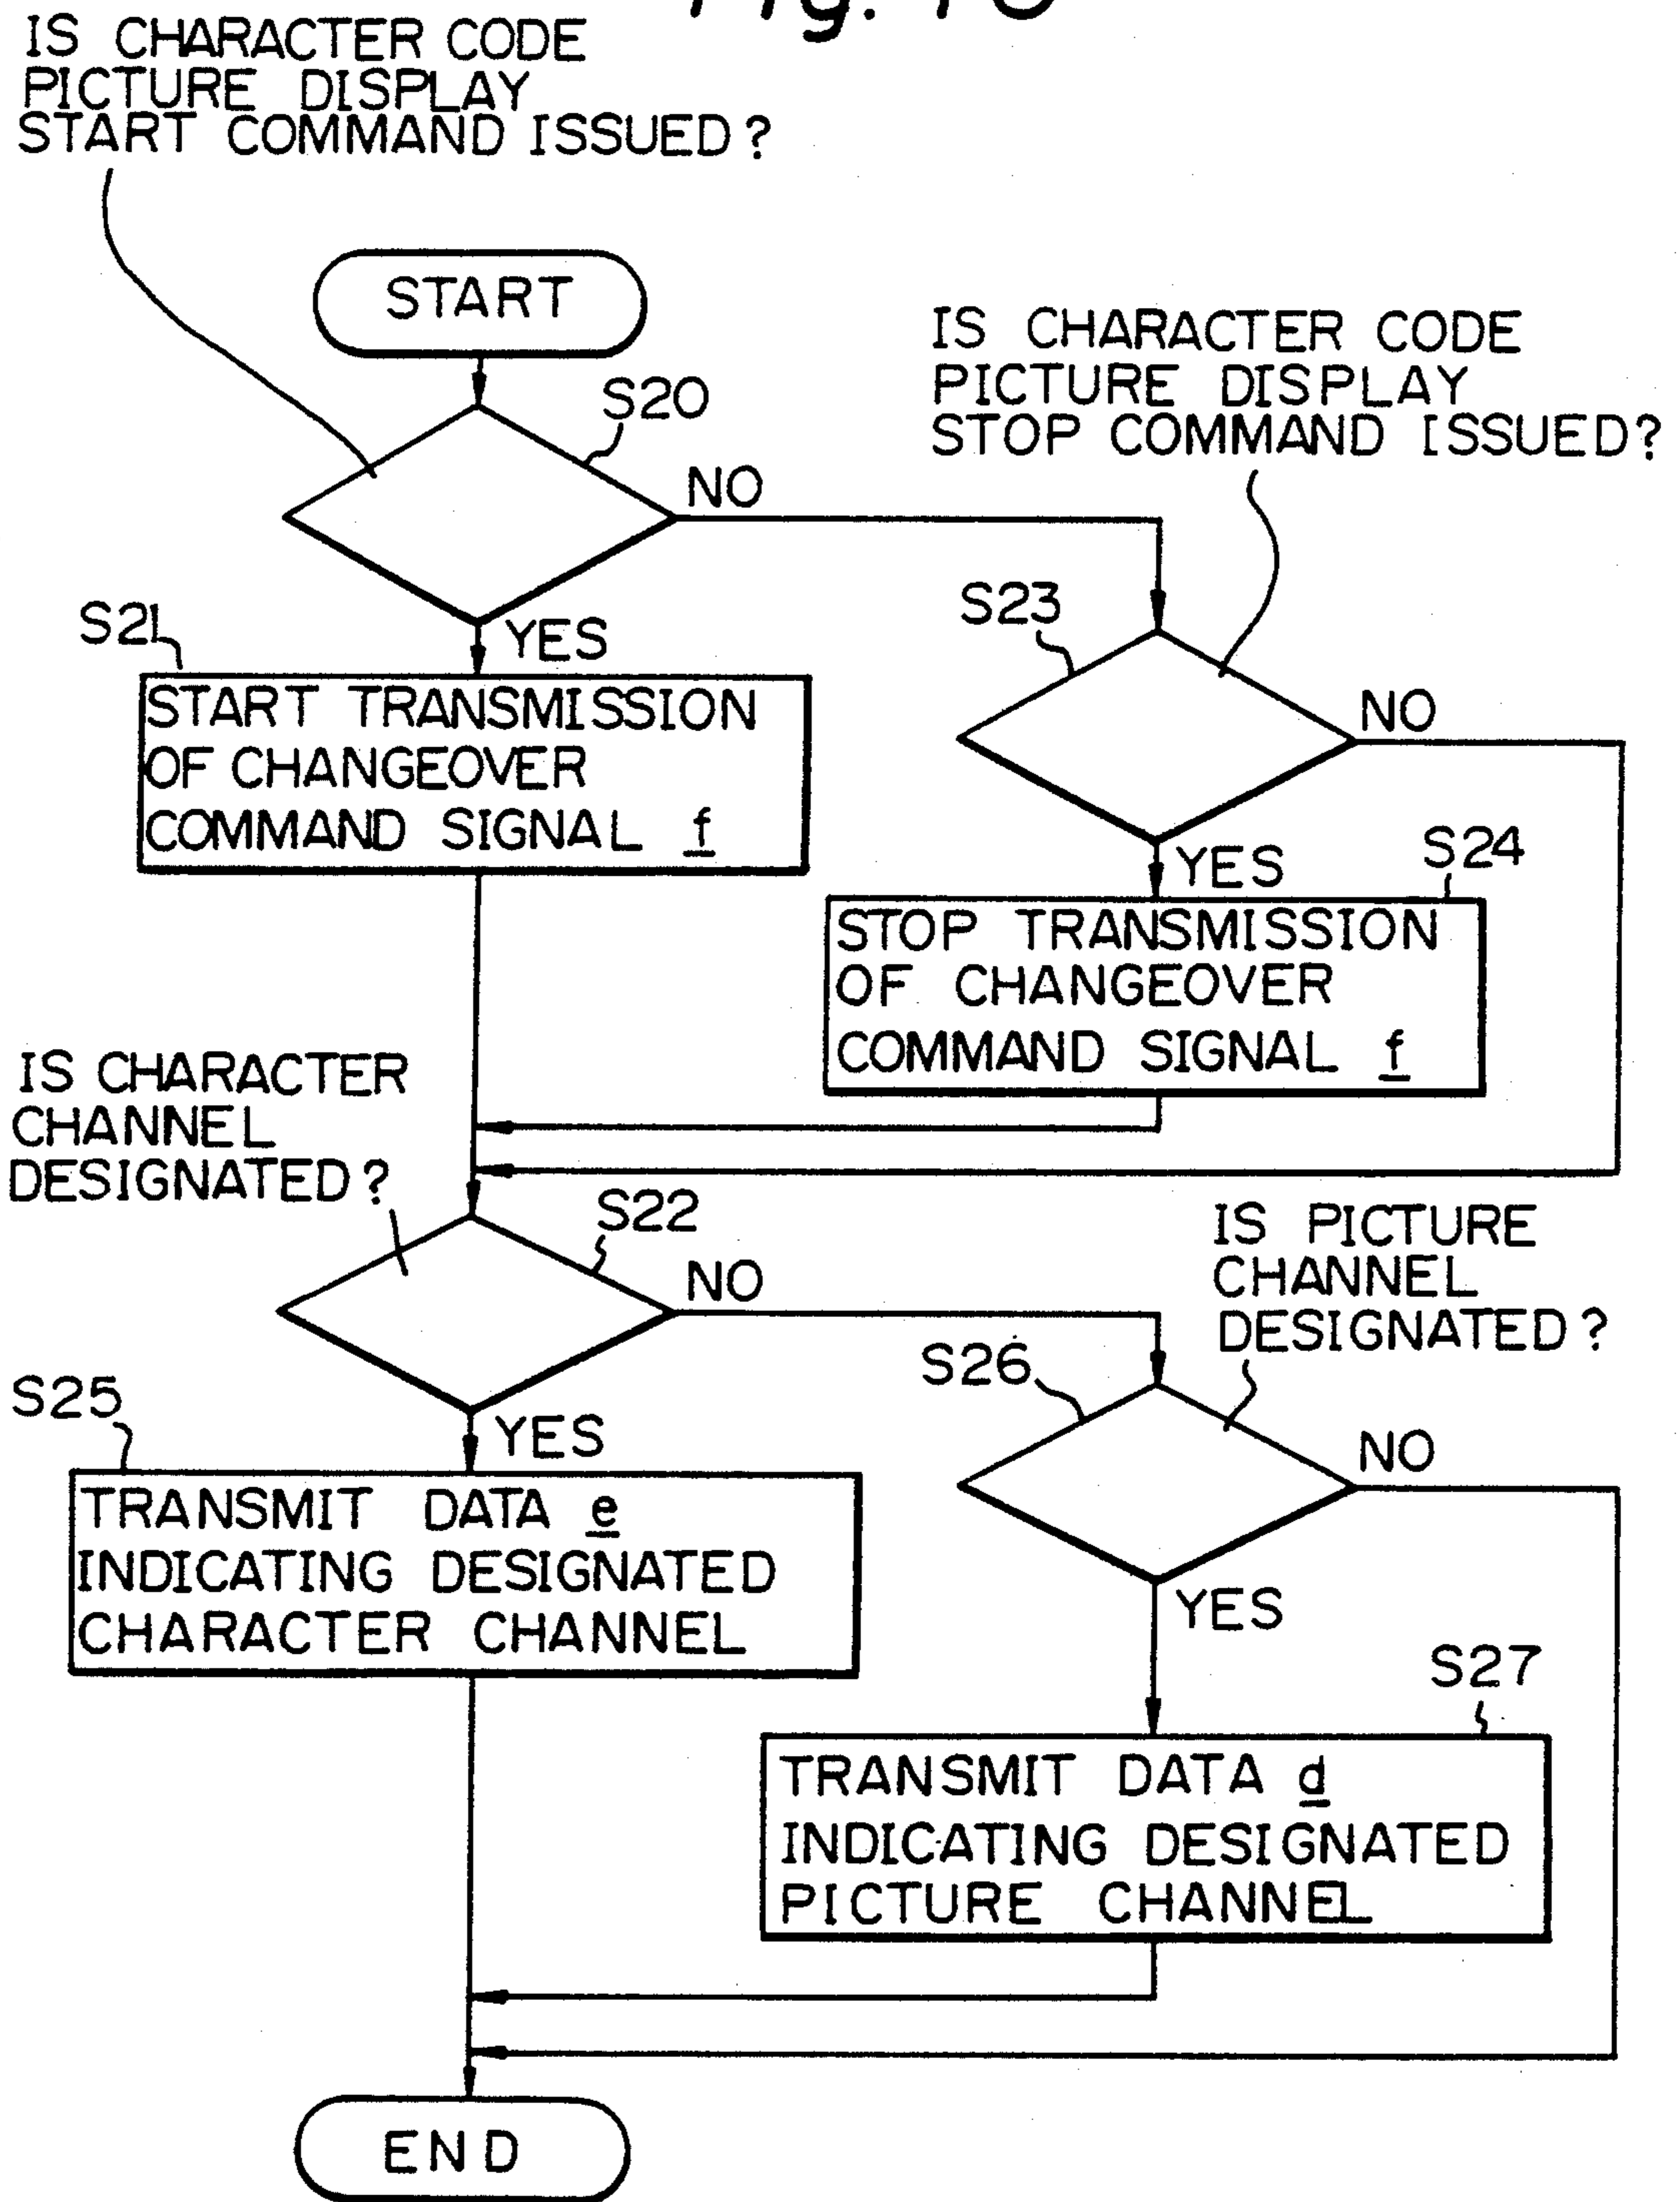 IS CHARACTER CODE
PICTURE DISPLAY
START COMMAND ISSUED?
START
S20
IS CHARACTER CODE
PICTURE DISPLAY
STOP COMMAND ISSUED?
NO
S21
YES
S23
START TRANSMISSION
OF CHANGEOVER
COMMAND SIGNAL f
NO
YES
S24
STOP TRANSMISSION
OF CHANGEOVER
COMMAND SIGNAL f
IS CHARACTER
CHANNEL
DESIGNATED?
S22
NO
IS PICTURE
CHANNEL
DESIGNATED?
S26
S25
YES
NO
TRANSMIT DATA e
INDICATING DESIGNATED
CHARACTER CHANNEL
YES
S27
TRANSMIT DATA d
INDICATING DESIGNATED
PICTURE CHANNEL
END